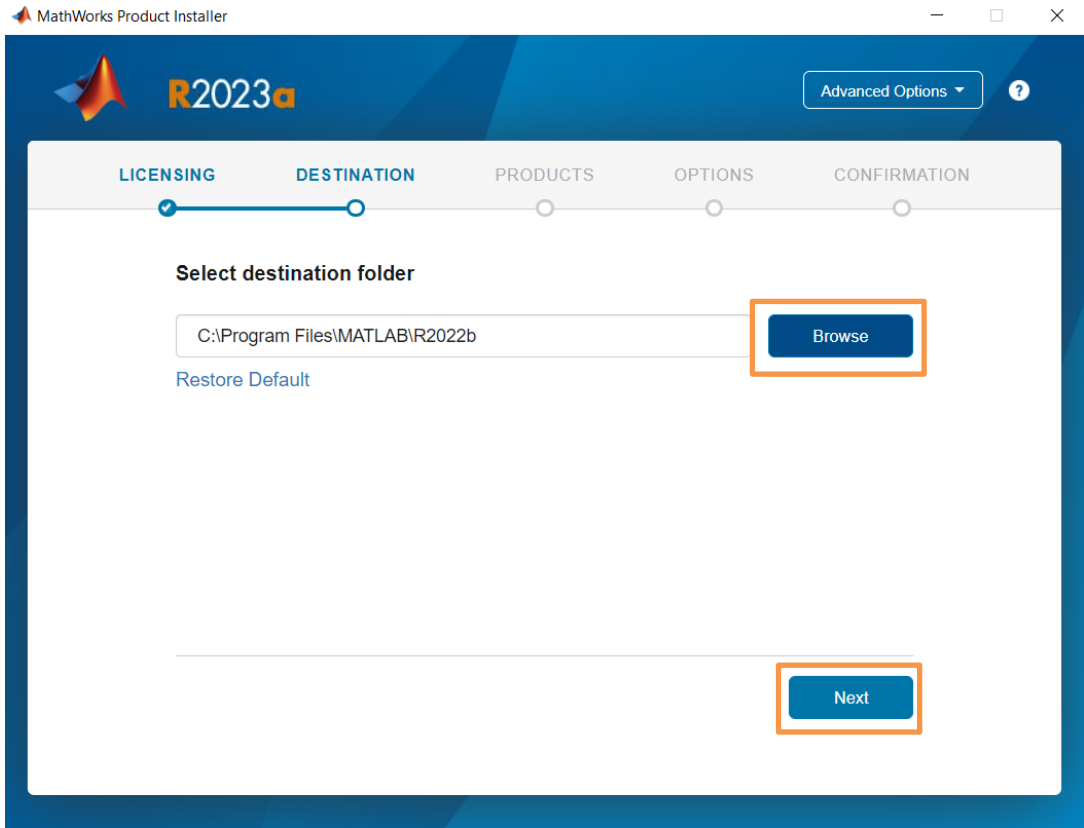 MathWorks Product Installer
R2023a
Advanced Options
?
LICENSING DESTINATION PRODUCTS OPTIONS CONFIRMATION
Select destination folder
C:\Program Files\MATLAB\R2022b Browse
Restore Default
Next